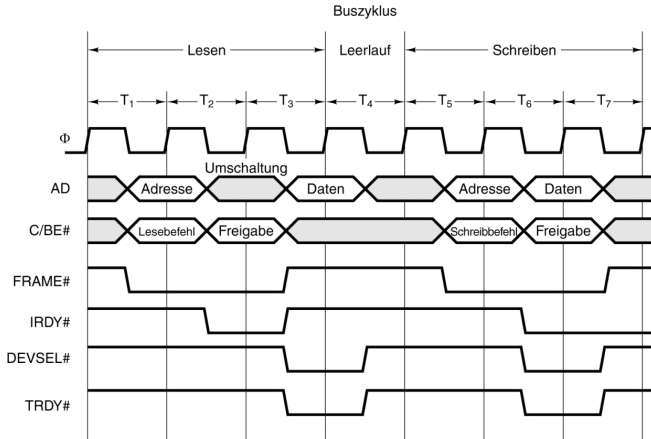 Buszyklus
Lesen Leerlauf Schreiben
T1 T2 T3 T4 T5 T6 T7
Φ
Umschaltung
AD Adresse Daten Adresse Daten
C/BE# Lesebefehl Freigabe Schreibbefehl Freigabe
FRAME#
IRDY#
DEVSEL#
TRDY#